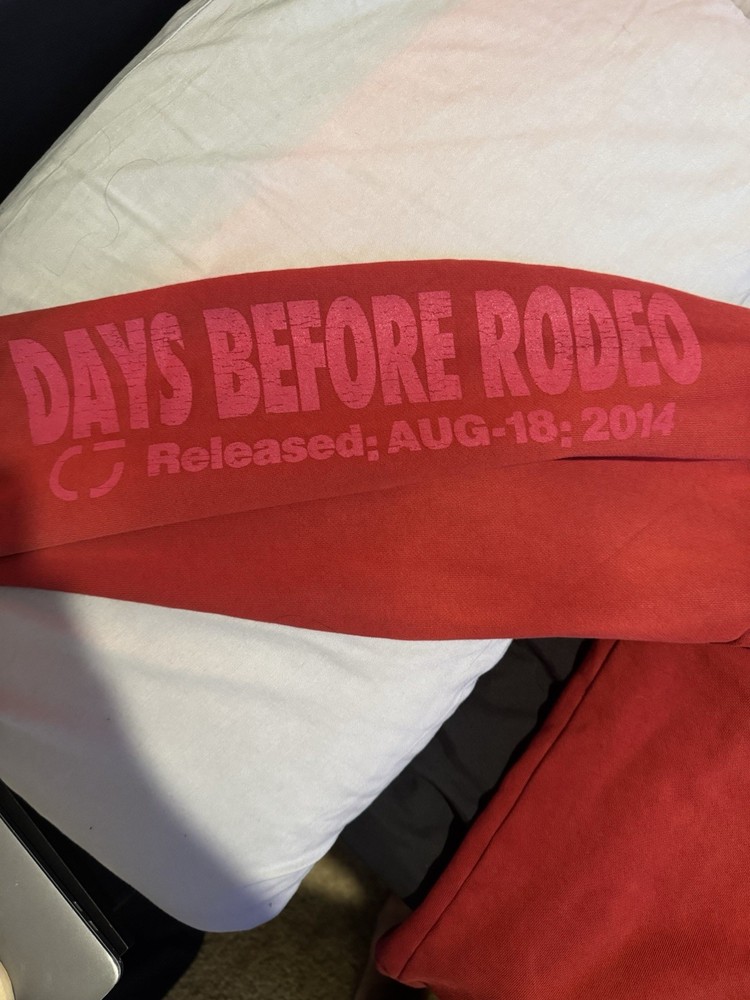 DAYS BEFORE RODEO
Released; AUG-18; 2014